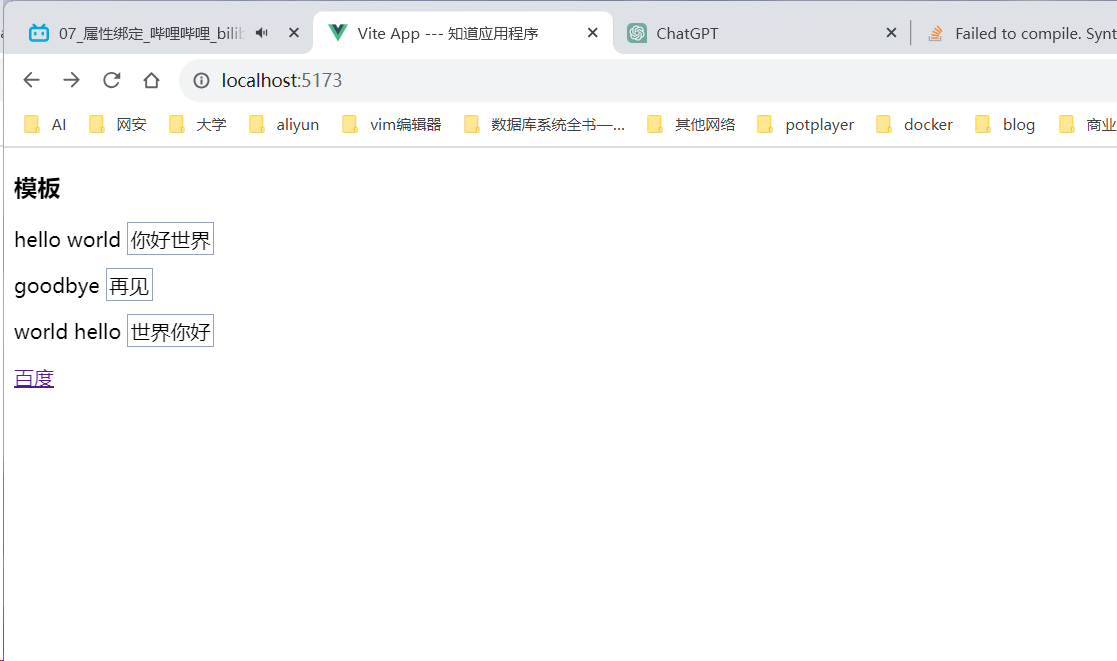 07_属性绑定_哔哩哔哩_bilib
Vite App --- 知道应用程序
ChatGPT
Failed to compile. Synt
localhost:5173
AI 网安 大学 aliyun vim编辑器 数据库系统全书—... 其他网络 potplayer docker blog 商业
模板
hello world 你好世界
goodbye 再见
world hello 世界你好
百度